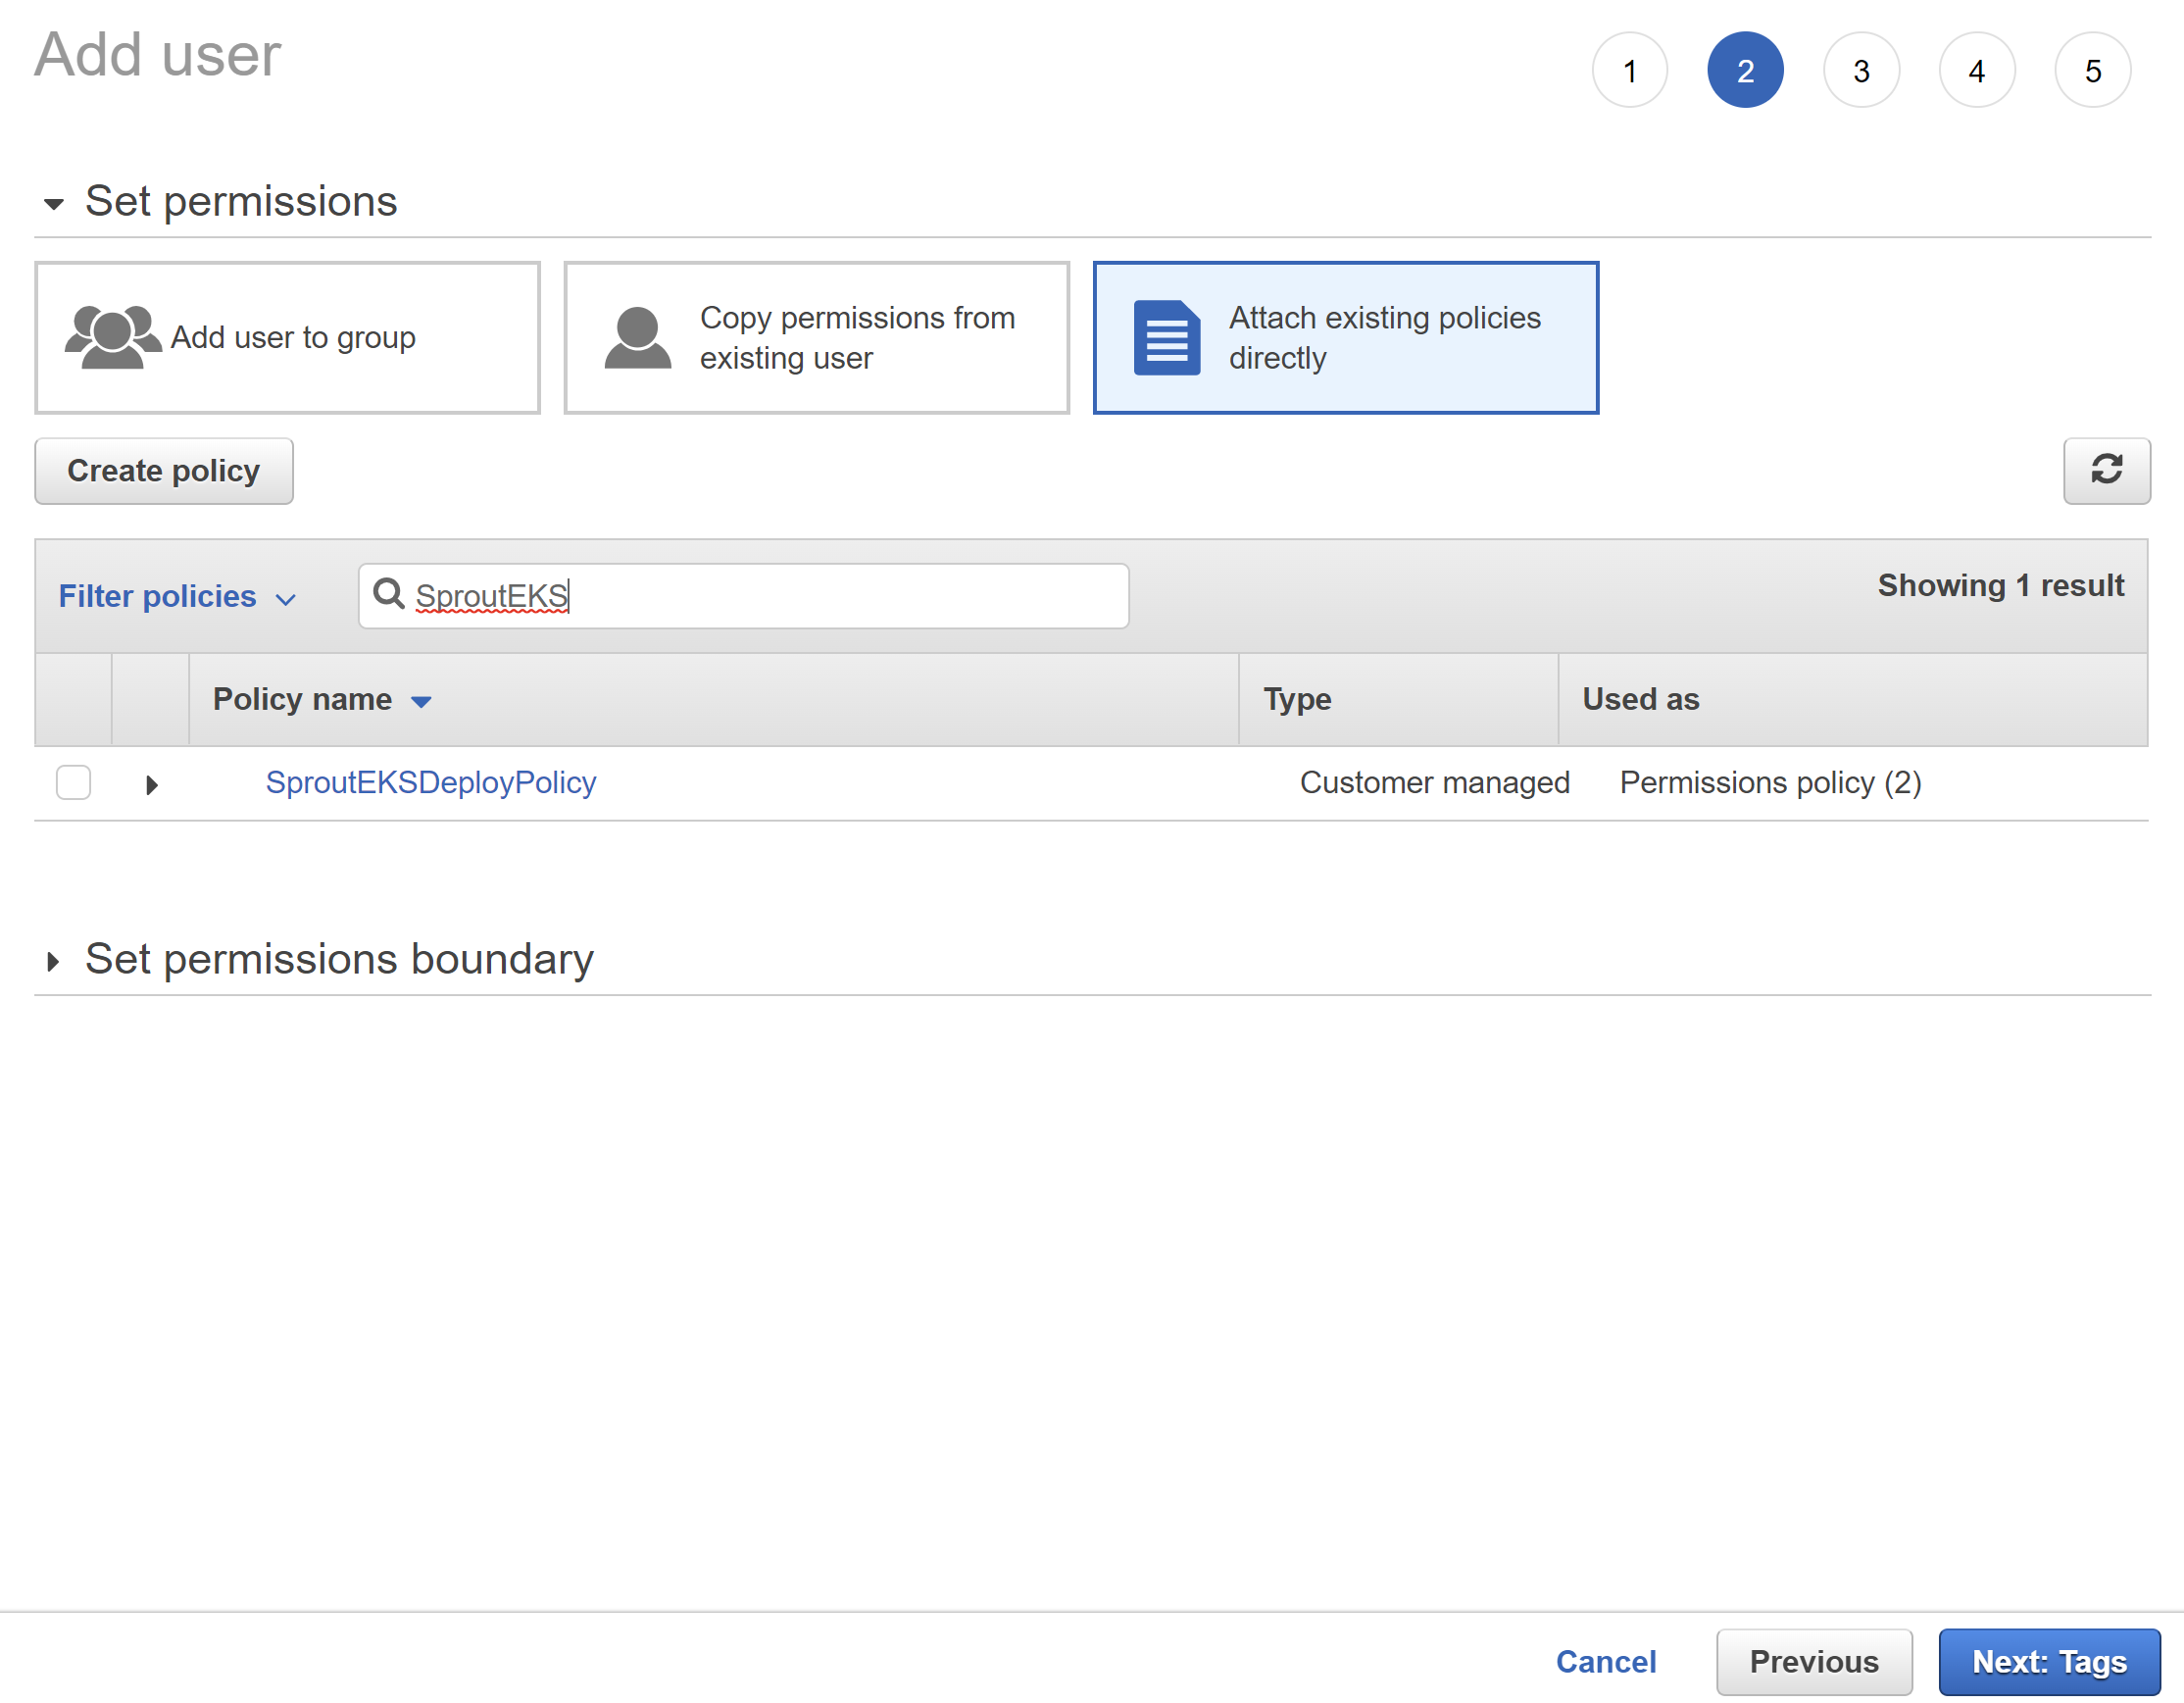 Add user
1 2 3 4 5
Set permissions
Add user to group
Copy permissions from
existing user
Attach existing policies
directly
Create policy
Filter policies
SproutEKS
Showing 1 result
Policy name Type Used as
SproutEKSDeployPolicy Customer managed Permissions policy (2)
Set permissions boundary
Cancel Previous Next: Tags